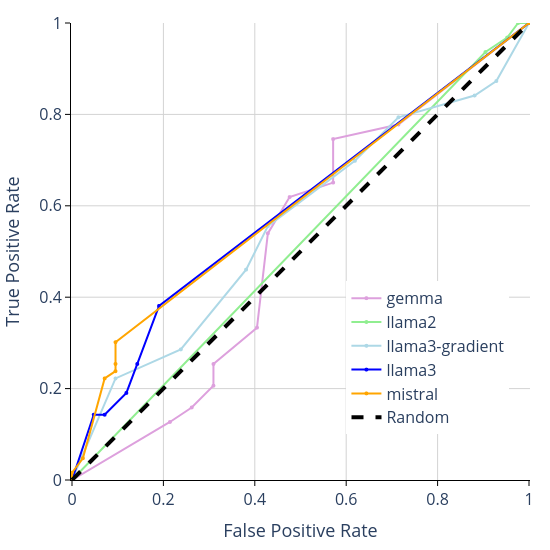 1
0.8
0.6
0.4
0.2
0
True Positive Rate
gemma
llama2
llama3-gradient
llama3
mistral
Random
0 0.2 0.4 0.6 0.8 1
False Positive Rate